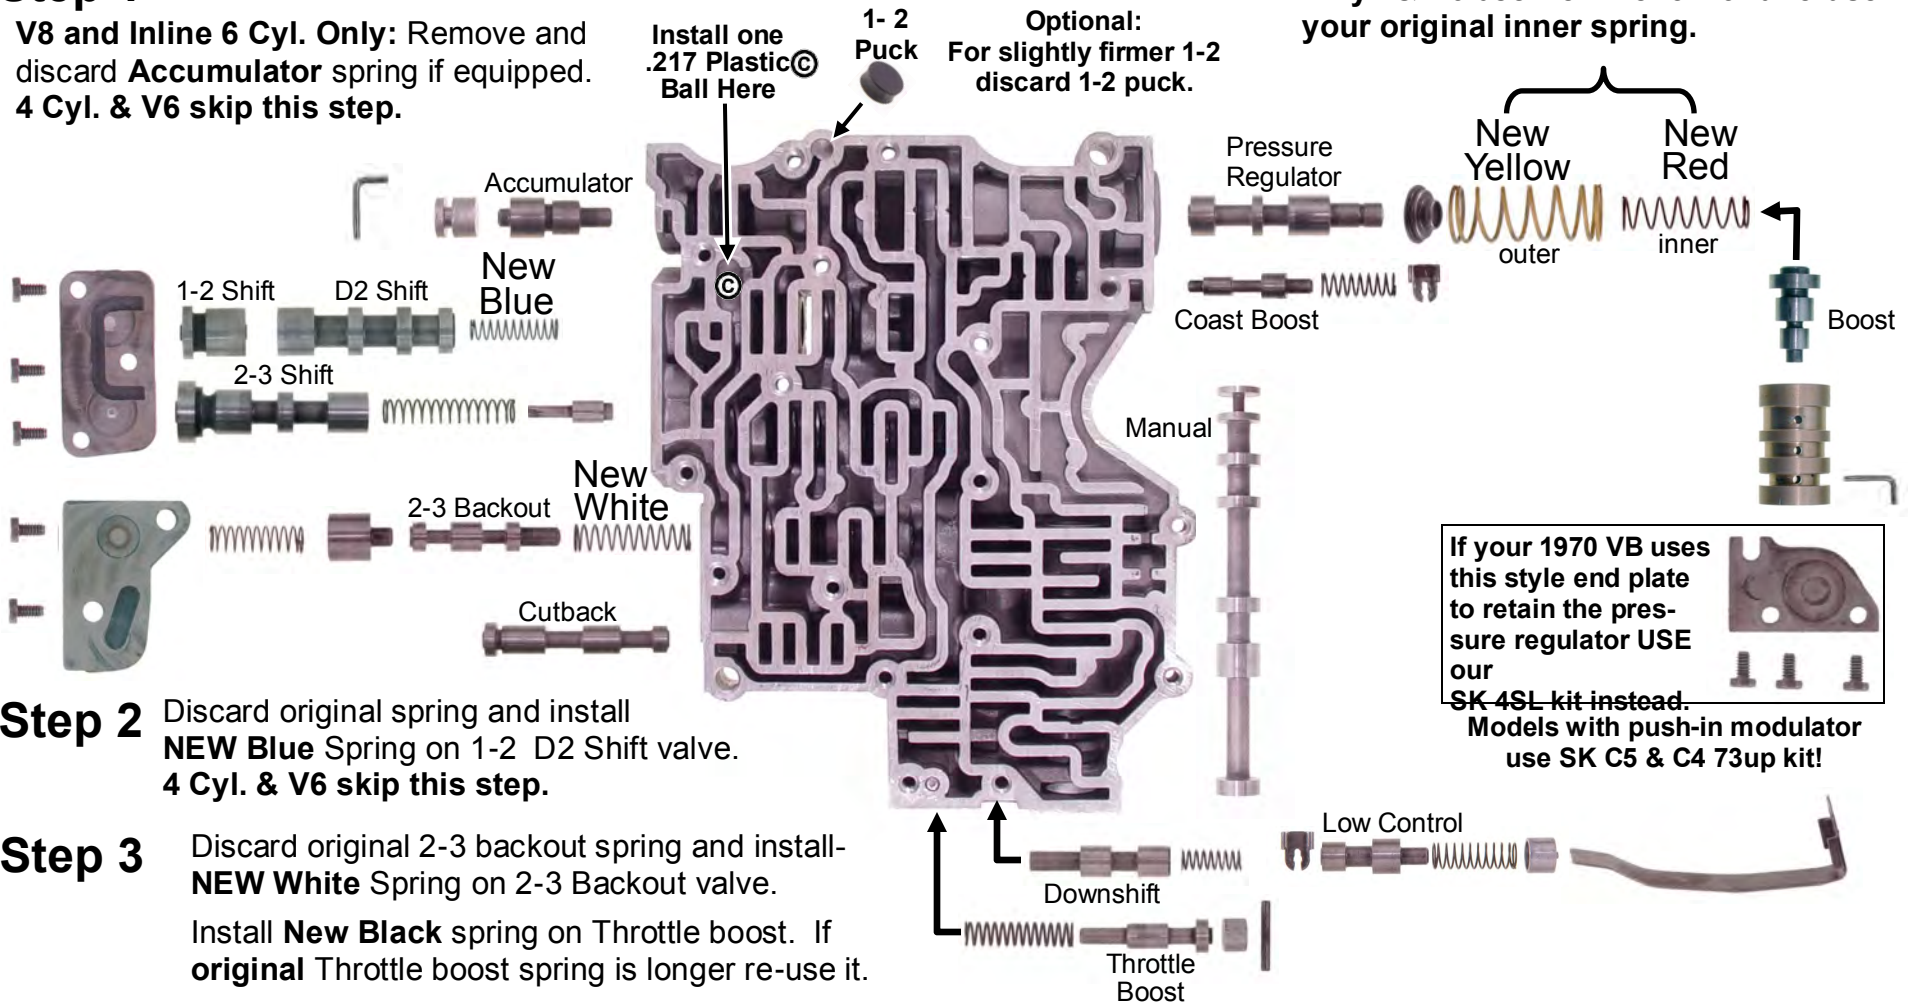 V8 and Inline 6 Cyl. Only: Remove and
discard Accumulator spring if equipped.
4 Cyl. & V6 skip this step.
Install one
.217 Plastic©
Ball Here
1- 2
Puck
Optional:
For slightly firmer 1-2
discard 1-2 puck.
your original inner spring.
Accumulator
Pressure
Regulator
New
Yellow
New
Red
outer
inner
1-2 Shift
D2 Shift
New
Blue
©
Coast Boost
Boost
2-3 Shift
Manual
2-3 Backout
New
White
Cutback
If your 1970 VB uses
this style end plate
to retain the pres-
sure regulator USE
our
SK 4SL kit instead.
Models with push-in modulator
use SK C5 & C4 73up kit!
Step 2
Discard original spring and install
NEW Blue Spring on 1-2 D2 Shift valve.
4 Cyl. & V6 skip this step.
Step 3
Discard original 2-3 backout spring and install-
NEW White Spring on 2-3 Backout valve.
Install New Black spring on Throttle boost. If
original Throttle boost spring is longer re-use it.
Downshift
Low Control
Throttle
Boost